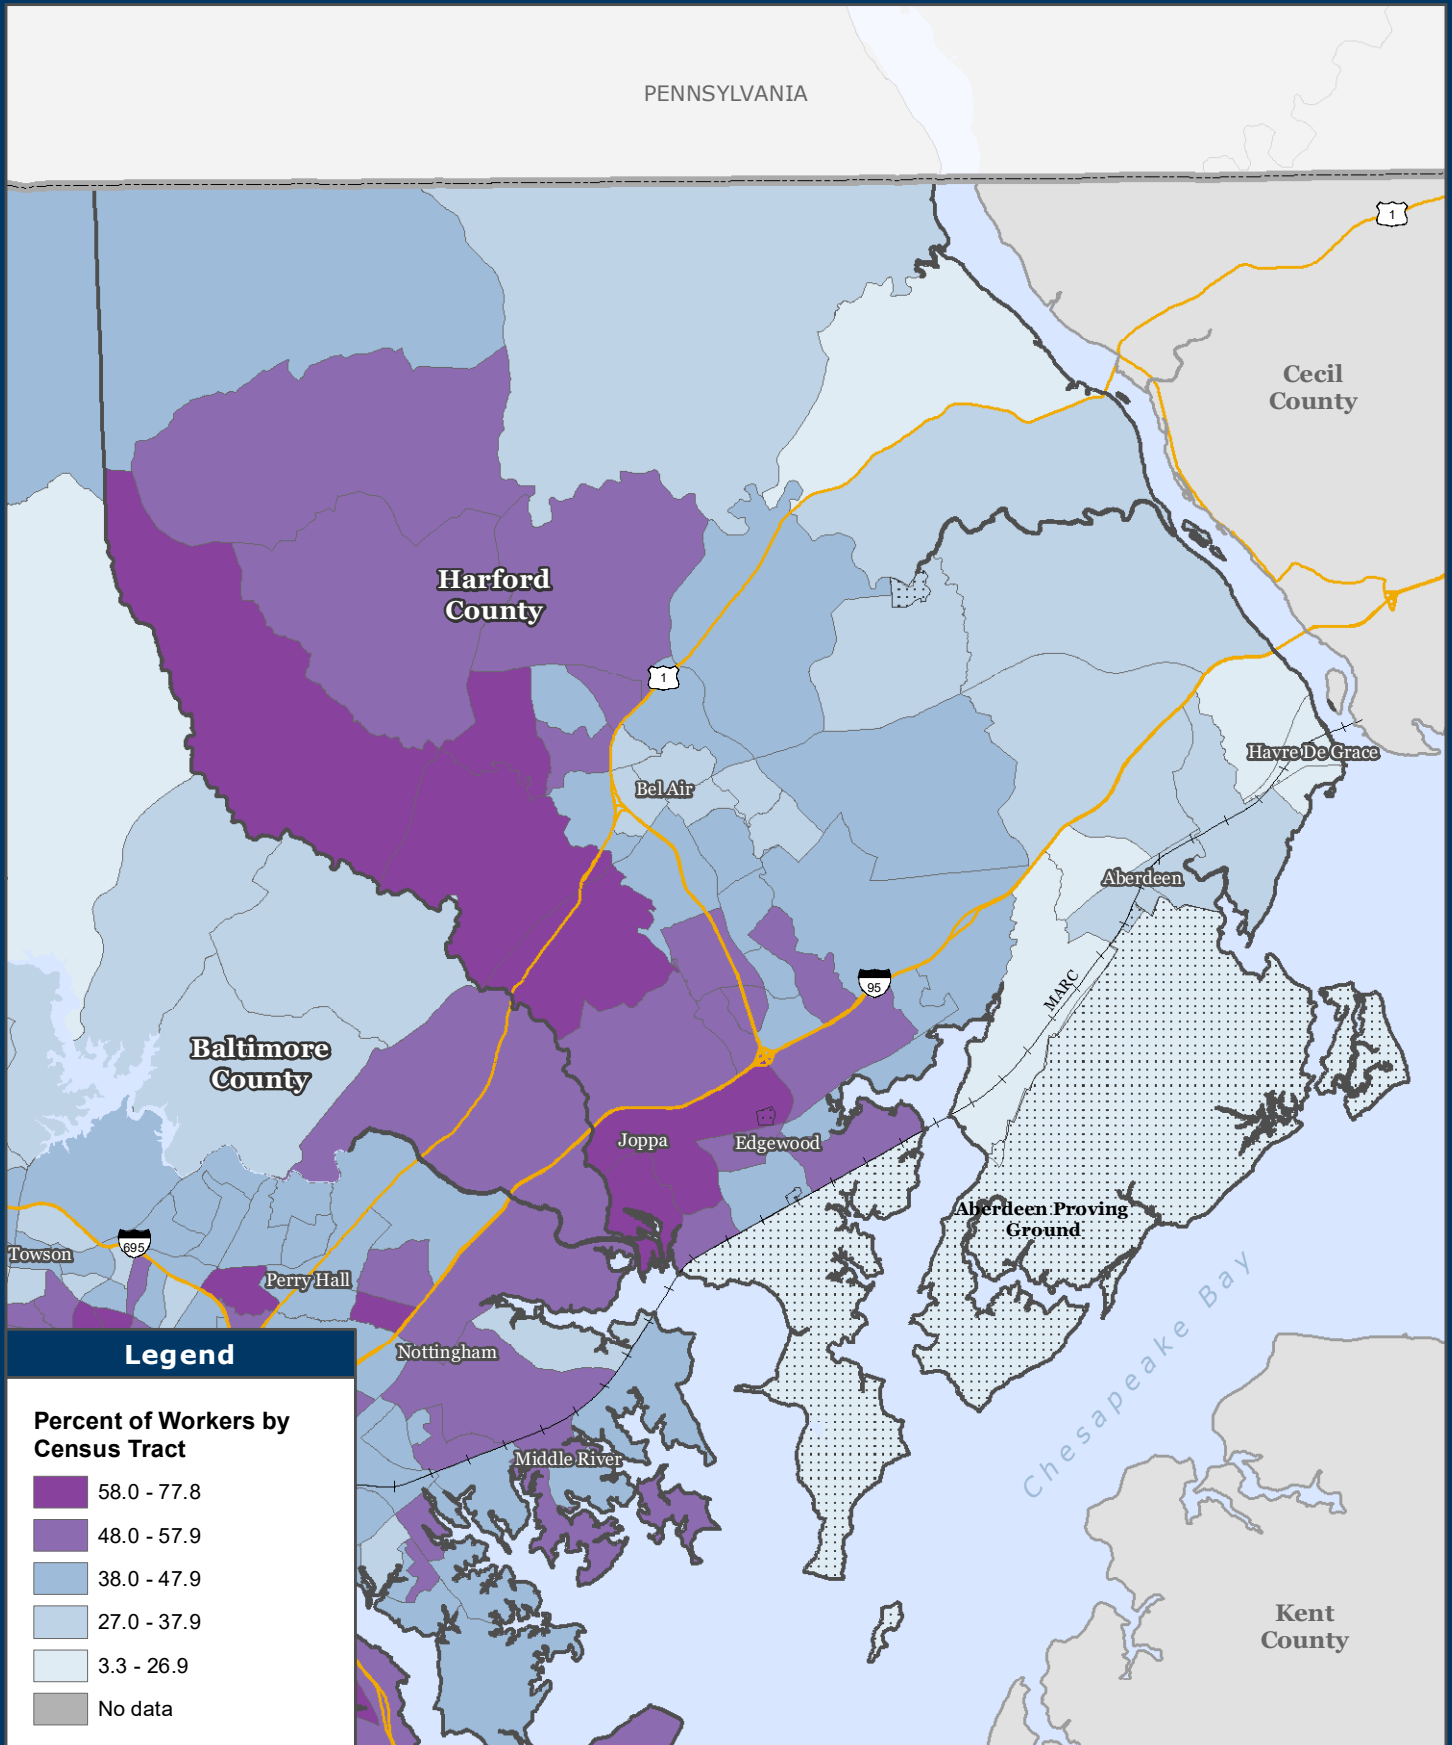 PENNSYLVANIA
1
Cecil
County
Harford
County
1
Havre De Grace
Bel Air
Aberdeen
95
MARC
Baltimore
County
Joppa
Edgewood
Aberdeen Proving
Ground
695
Towson
Perry Hall
Nottingham
Chesapeake Bay
Middle River
Kent
County
Legend
Percent of Workers by
Census Tract
58.0 - 77.8
48.0 - 57.9
38.0 - 47.9
27.0 - 37.9
3.3 - 26.9
No data